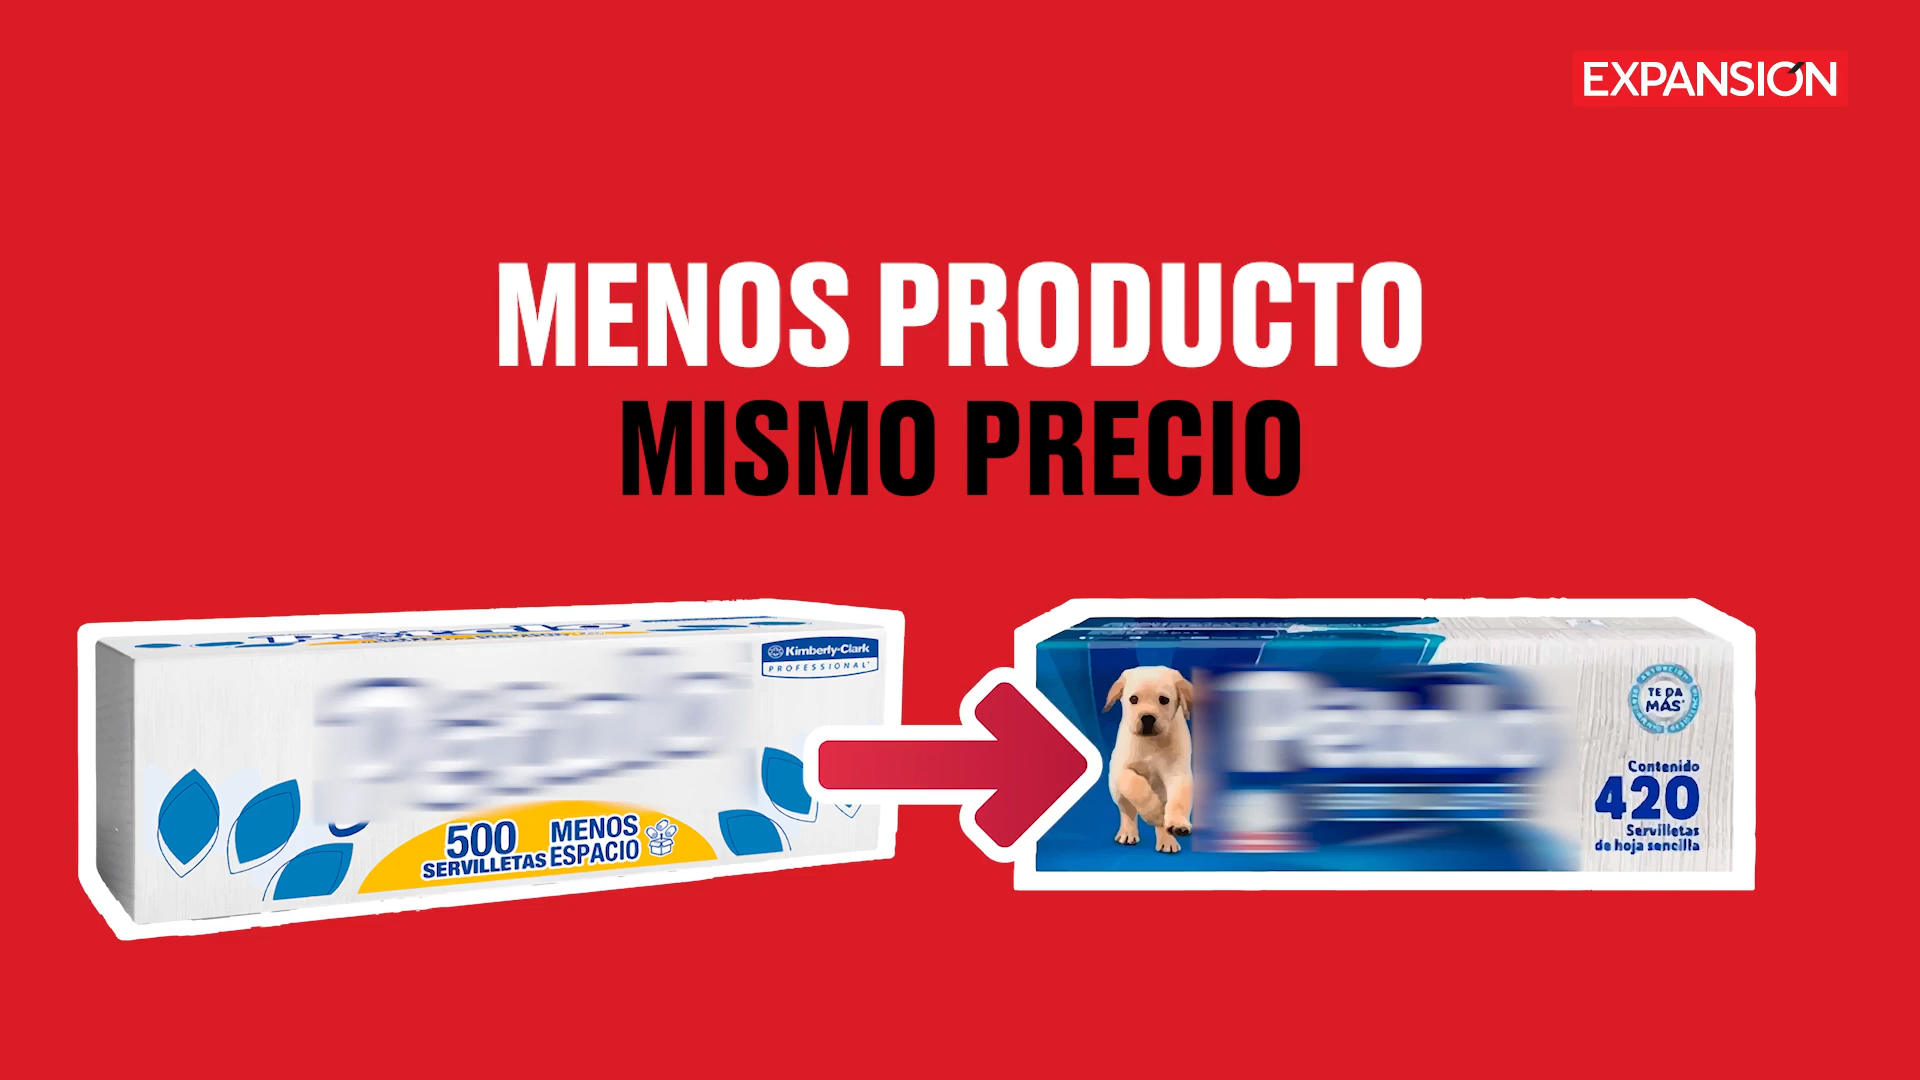 EXPANSIÓN
MENOS PRODUCTO
MISMO PRECIO
Kimberly-Clark
PROFESSIONAL
500
SERVILLETAS
MENOS
ESPACIO
TE DA
MÁS
Contenido
420
Servilletas
de hoja sencilla